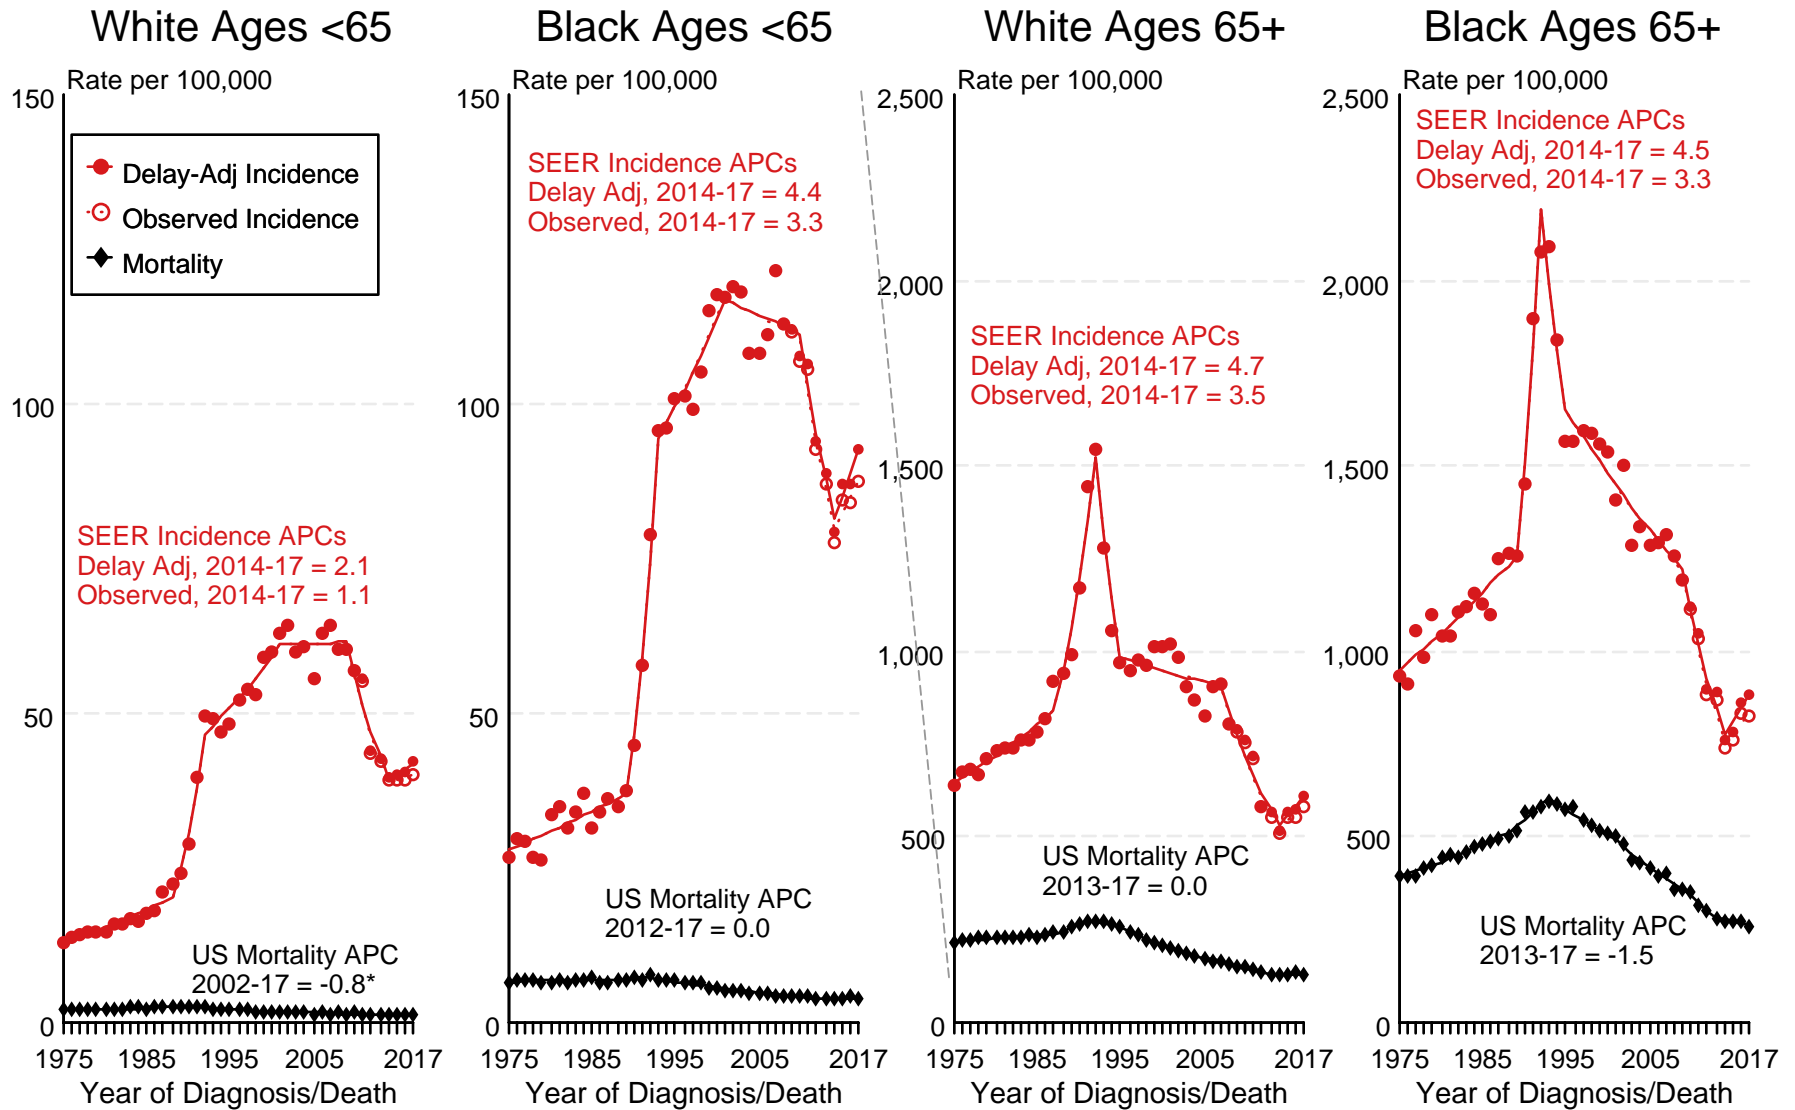 White Ages <65
Rate per 100,000
150
100
50
0
Delay-Adj Incidence
Observed Incidence
Mortality
SEER Incidence APCs
Delay Adj, 2014-17 = 2.1
Observed, 2014-17 = 1.1
US Mortality APC
2002-17 = -0.8*
1975 1985 1995 2005 2017
Year of Diagnosis/Death
Black Ages <65
Rate per 100,000
150
100
50
0
SEER Incidence APCs
Delay Adj, 2014-17 = 4.4
Observed, 2014-17 = 3.3
US Mortality APC
2012-17 = 0.0
1975 1985 1995 2005 2017
Year of Diagnosis/Death
White Ages 65+
Rate per 100,000
2,500
2,000
1,500
1,000
500
0
SEER Incidence APCs
Delay Adj, 2014-17 = 4.7
Observed, 2014-17 = 3.5
US Mortality APC
2013-17 = 0.0
1975 1985 1995 2005 2017
Year of Diagnosis/Death
Black Ages 65+
Rate per 100,000
2,500
2,000
1,500
1,000
500
0
SEER Incidence APCs
Delay Adj, 2014-17 = 4.5
Observed, 2014-17 = 3.3
US Mortality APC
2013-17 = -1.5
1975 1985 1995 2005 2017
Year of Diagnosis/Death